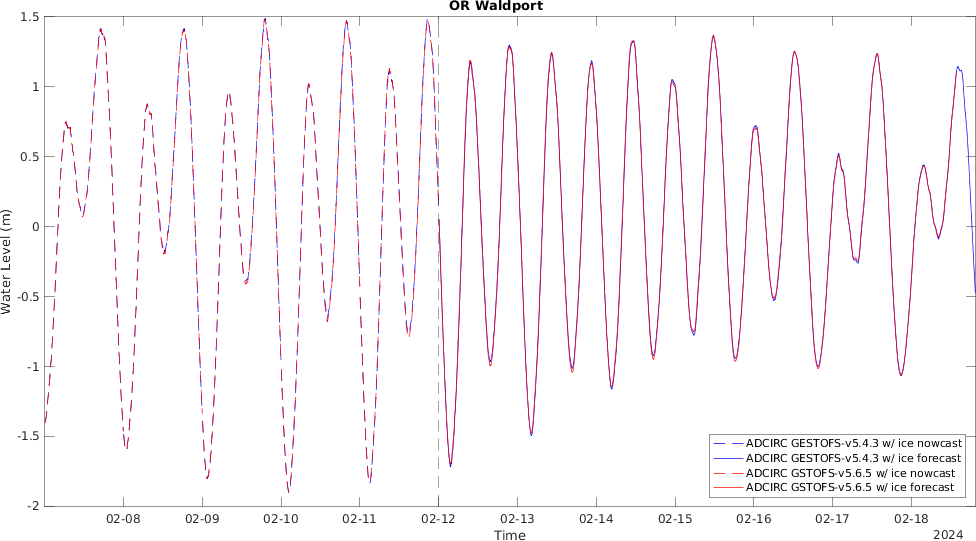 OR Waldport
1.5
1
0.5
0
-0.5
-1
-1.5
-2
Water Level (m)
ADCIRC GESTOFS-v5.4.3 w/ ice nowcast
ADCIRC GESTOFS-v5.4.3 w/ ice forecast
ADCIRC GSTOFS-v5.6.5 w/ ice nowcast
ADCIRC GSTOFS-v5.6.5 w/ ice forecast
02-08 02-09 02-10 02-11 02-12 02-13 02-14 02-15 02-16 02-17 02-18
Time
2024